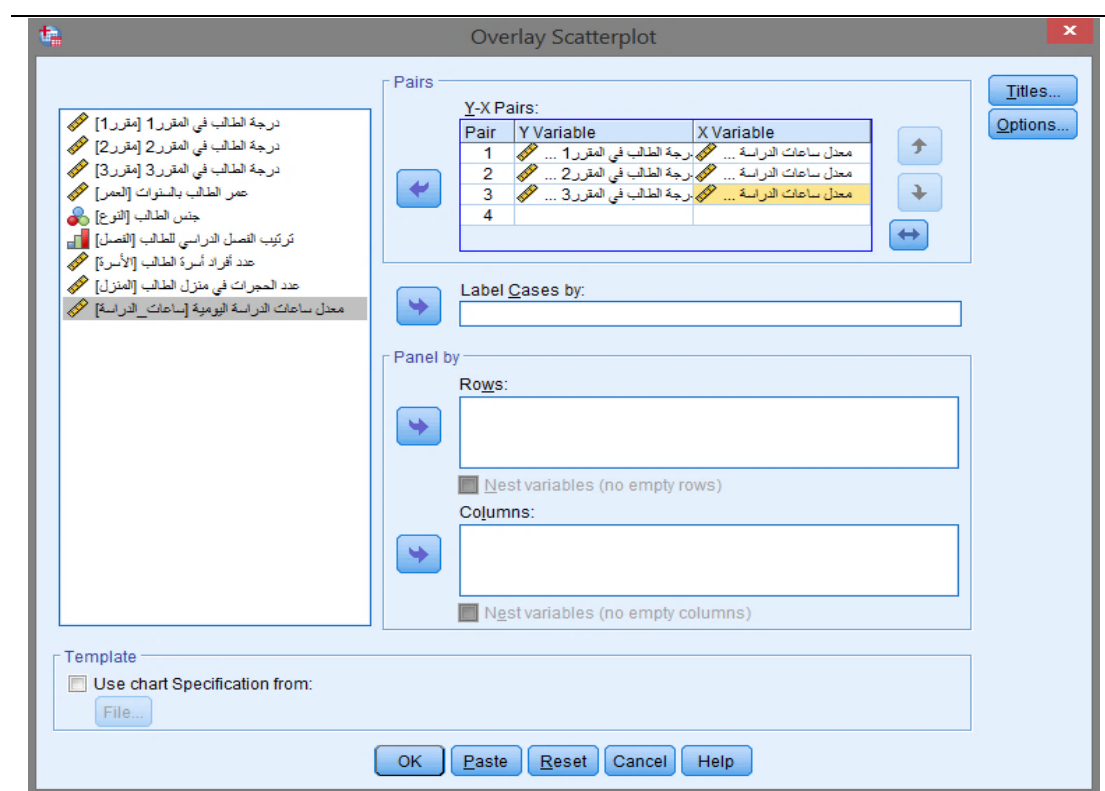 Overlay Scatterplot
درجة الطالب في المقرر1 [مقرر1]
درجة الطالب في المقرر2 [مقرر2]
درجة الطالب في المقرر3 [مقرر3]
عمر الطالب بالسنوات [العمر]
جنس الطالب [النوع]
ترتيب الفصل الدراسي للطالب [الفصل]
عدد أفراد أسرة الطالب [الأسرة]
عدد الحجرات في منزل الطالب [المنزل]
معدل ساعات الدراسة اليومية [ساعات_الدراسة]
Pairs
Y-X Pairs:
Pair Y Variable X Variable
1 رجة الطالب في المقرر1 ... معدل ساعات الدراسة ...
2 رجة الطالب في المقرر2 ... معدل ساعات الدراسة ...
3 رجة الطالب في المقرر3 ... معدل ساعات الدراسة ...
4
Titles...
Options...
Label Cases by:
Panel by
Rows:
Nest variables (no empty rows)
Columns:
Nest variables (no empty columns)
Template
Use chart Specification from:
File...
OK Paste Reset Cancel Help